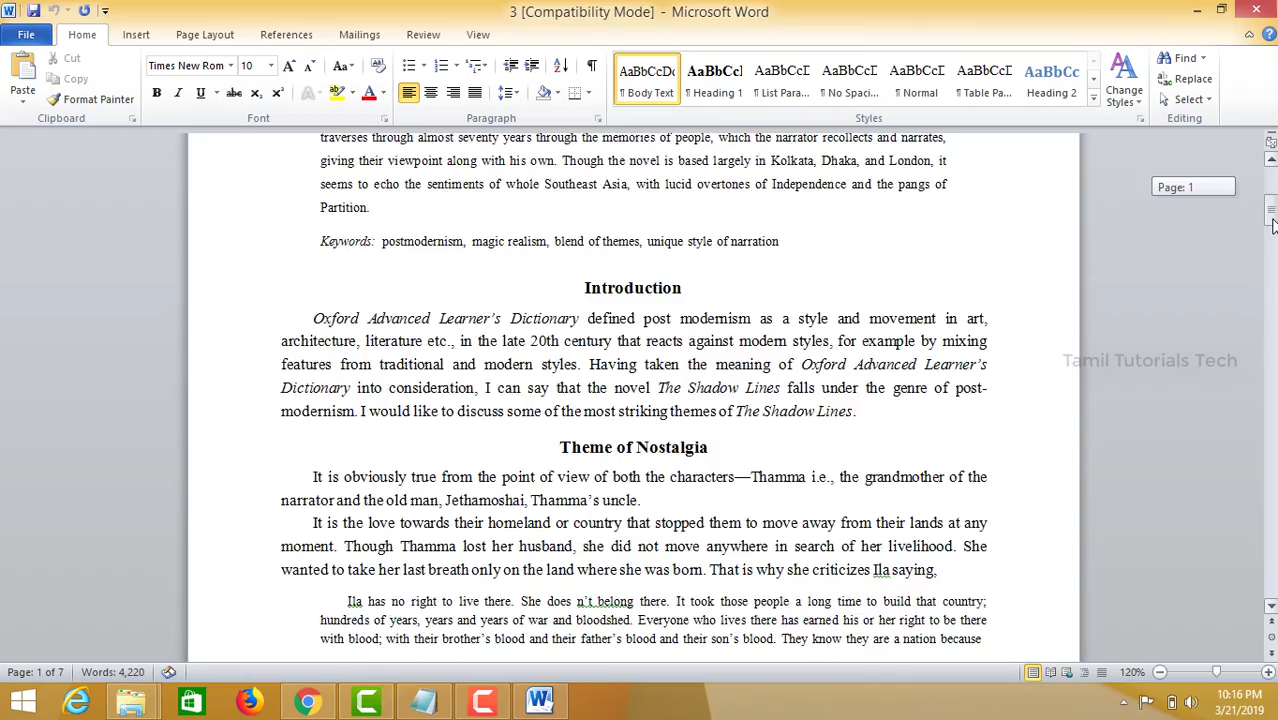 3 [Compatibility Mode] - Microsoft Word
File Home Insert Page Layout References Mailings Review View
Paste Cut Copy Format Painter
Clipboard
Times New Rom 10
Font
Paragraph
AaBbCcDc AaBbCcI AaBbCcD AaBbCcD AaBbCcD AaBbCcD AaBbCc
¶ Body Text ¶ Heading 1 ¶ List Para... ¶ No Spaci... ¶ Normal ¶ Table Pa... Heading 2
Styles
Change Styles
Find Replace Select
Editing
traverses through almost seventy years through the memories of people, which the narrator recollects and narrates,
giving their viewpoint along with his own. Though the novel is based largely in Kolkata, Dhaka, and London, it
seems to echo the sentiments of whole Southeast Asia, with lucid overtones of Independence and the pangs of
Partition.
Page: 1
Keywords: postmodernism, magic realism, blend of themes, unique style of narration
Introduction
Oxford Advanced Learner's Dictionary defined post modernism as a style and movement in art,
architecture, literature etc., in the late 20th century that reacts against modern styles, for example by mixing
features from traditional and modern styles. Having taken the meaning of Oxford Advanced Learner's
Dictionary into consideration, I can say that the novel The Shadow Lines falls under the genre of post-
modernism. I would like to discuss some of the most striking themes of The Shadow Lines.
Tamil Tutorials Tech
Theme of Nostalgia
It is obviously true from the point of view of both the characters—Thamma i.e., the grandmother of the
narrator and the old man, Jethamoshai, Thamma's uncle.
It is the love towards their homeland or country that stopped them to move away from their lands at any
moment. Though Thamma lost her husband, she did not move anywhere in search of her livelihood. She
wanted to take her last breath only on the land where she was born. That is why she criticizes Ila saying,
Ila has no right to live there. She does n't belong there. It took those people a long time to build that country;
hundreds of years, years and years of war and bloodshed. Everyone who lives there has earned his or her right to be there
with blood; with their brother's blood and their father's blood and their son's blood. They know they are a nation because
Page: 1 of 7 Words: 4,220 120%
10:16 PM
3/21/2019